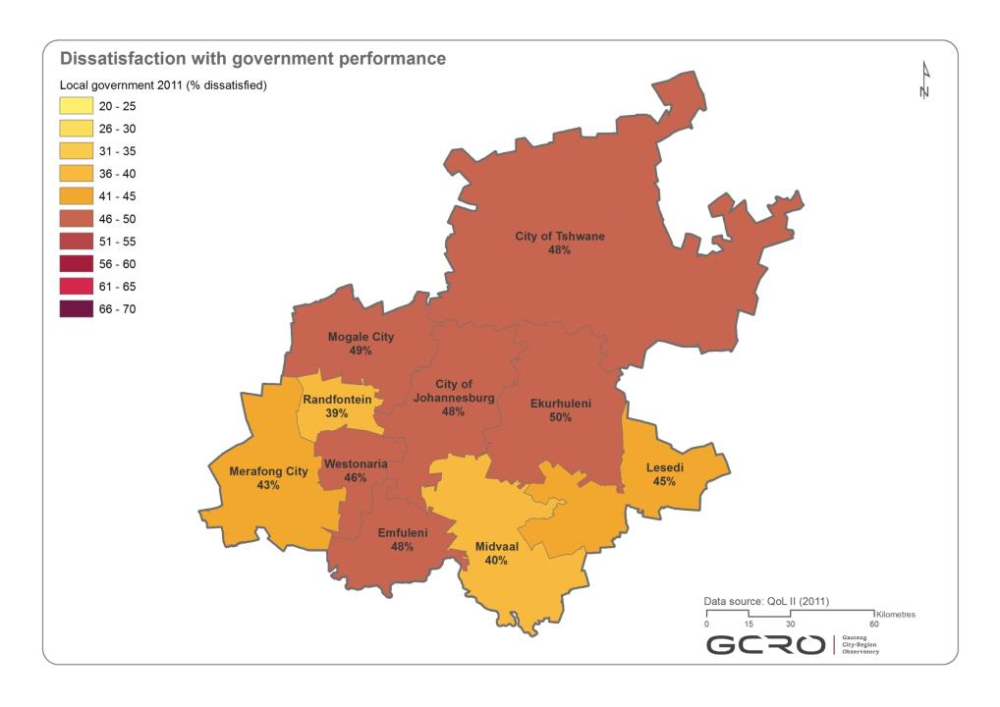 Dissatisfaction with government performance
Local government 2011 (% dissatisfied)
20 - 25
26 - 30
31 - 35
36 - 40
41 - 45
46 - 50
51 - 55
56 - 60
61 - 65
66 - 70
N
City of Tshwane
48%
Mogale City
49%
City of
Johannesburg
48%
Randfontein
39%
Ekurhuleni
50%
Merafong City
43%
Westonaria
46%
Lesedi
45%
Emfuleni
48%
Midvaal
40%
Data source: QoL II (2011)
Kilometres
0 15 30 60
GCRO
Gauteng
City-Region
Observatory